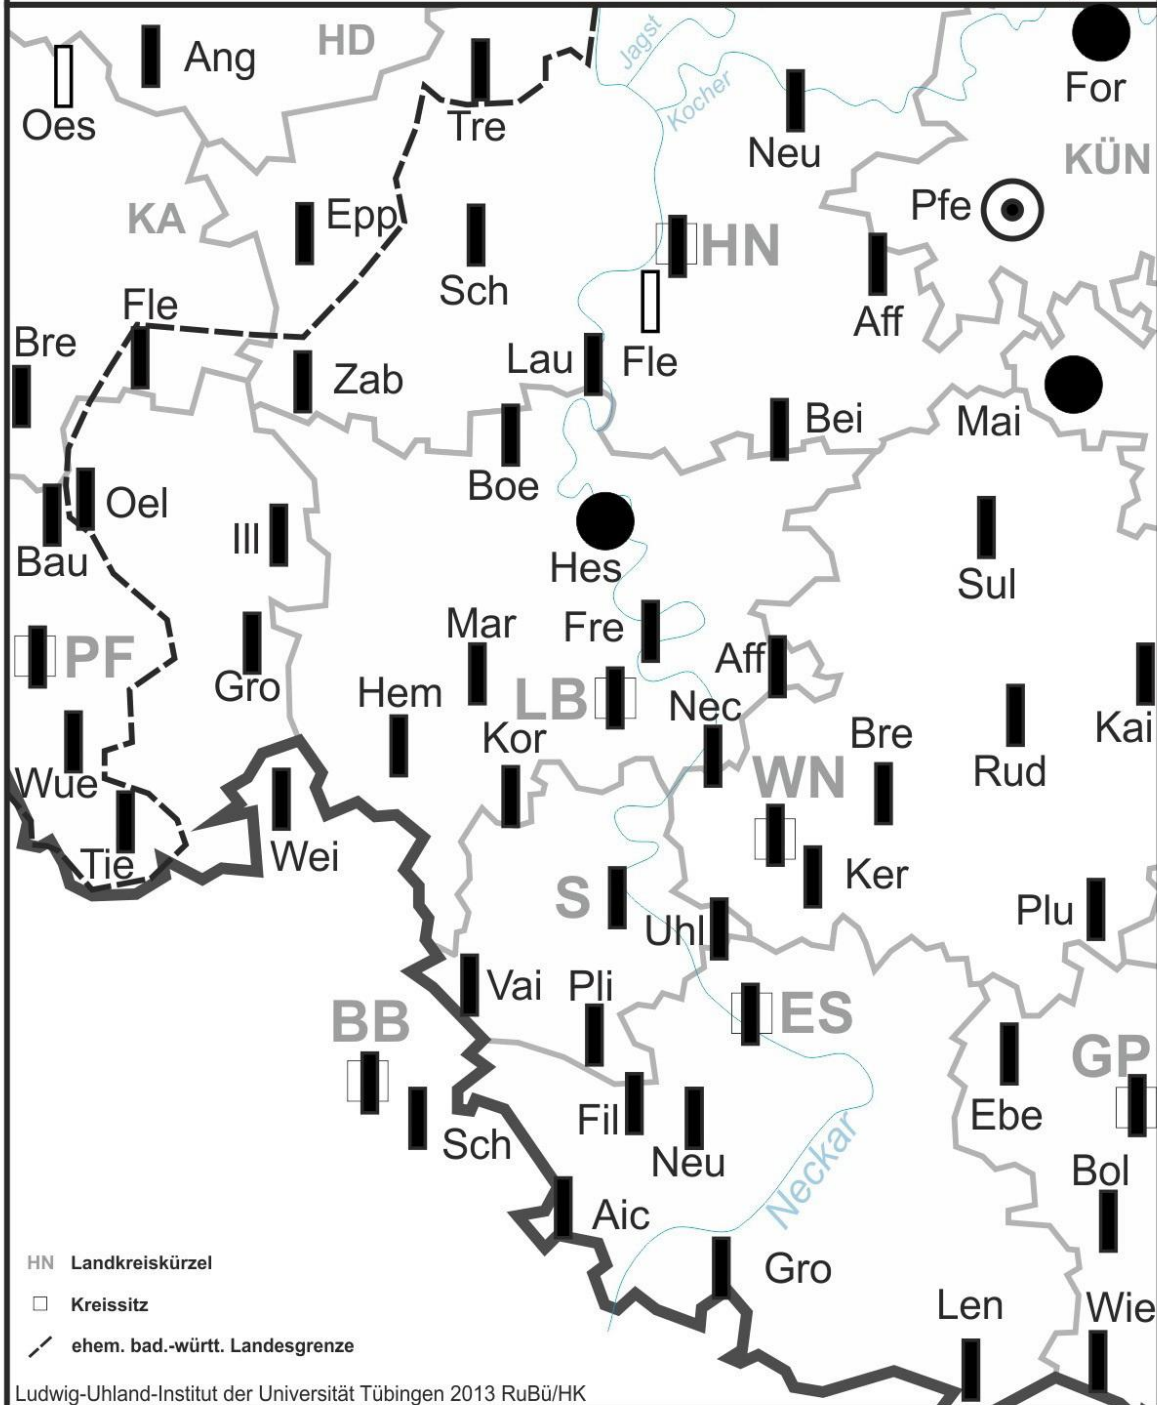 Ang
HD
Oes
Tre
Jagst
Kocher
Neu
For
KÜN
KA
Epp
Sch
HN
Pfe
Aff
Fle
Bre
Zab
Lau
Fle
Bei
Mai
Boe
Oel
Bau
Ill
Hes
Sul
PF
Gro
Mar
Fre
Aff
Hem
LB
Nec
Kor
Bre
Rud
Kai
Wue
WN
Tie
Wei
Ker
S
Uhl
Plu
Vai
Pli
BB
ES
GP
Ebe
Sch
Fil
Neu
Neckar
Bol
Aic
Gro
Len
Wie
HN Landkreiskürzel
Kreissitz
ehem. bad.-württ. Landesgrenze
Ludwig-Uhland-Institut der Universität Tübingen 2013 RuBü/HK